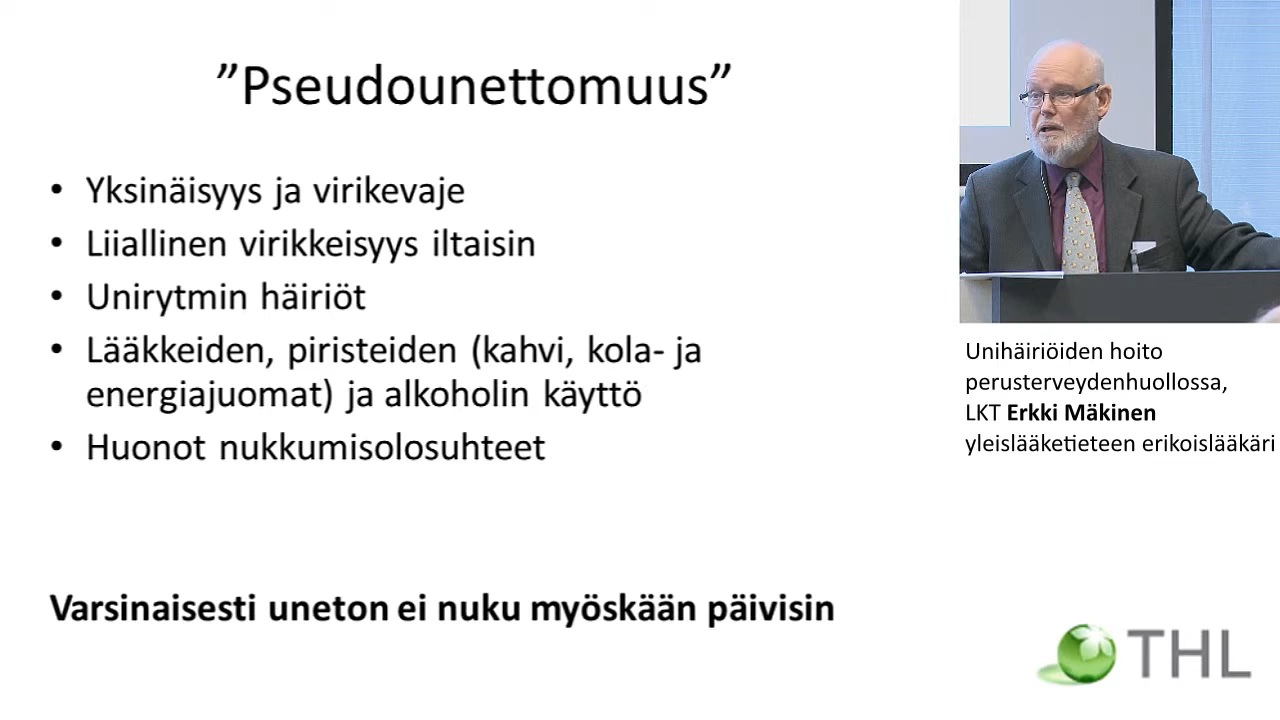 ”Pseudounettomuus”
• Yksinäisyys ja virikevaje
• Liiallinen virikkeisyys iltaisin
• Unirytmin häiriöt
• Lääkkeiden, piristeiden (kahvi, kola- ja
energiajuomat) ja alkoholin käyttö
• Huonot nukkumisolosuhteet
Varsinaisesti uneton ei nuku myöskään päivisin
Unihäiriöiden hoito
perusterveydenhuollossa,
LKT Erkki Mäkinen
yleislääketieteen erikoislääkäri
THL